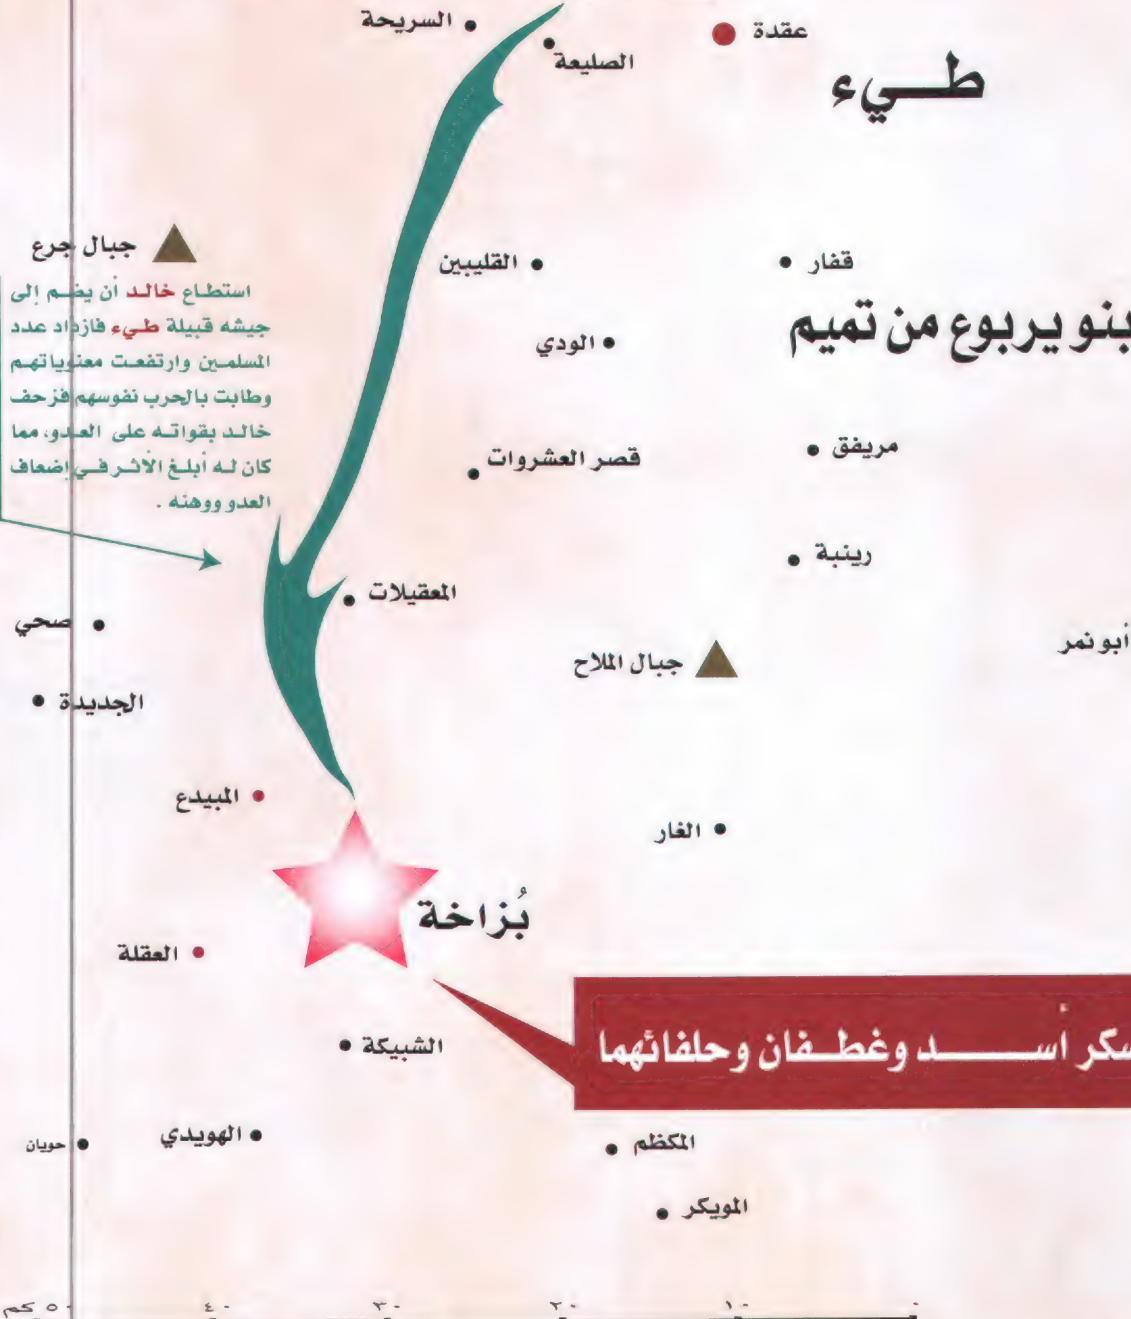 السريحة
عقدة
الصليعة
طيء
جبال جرع
استطاع خالد أن يضم إلى
جيشه قبيلة طيء فازداد عدد
المسلمين وارتفعت معنوياتهم
وطابت بالحرب نفوسهم فزحف
خالد بقواته على العدو، مما
كان له أبلغ الأثر في إضعاف
العدو ووهنه .
القليبين
قفار
بنو يربوع من تميم
الودي
مريفق
قصر العشروات
رينبة
المعقيلات
صحي
أبو نمر
جبال الملاح
الجديدة
المبيدع
الغار
بُزاخة
العقلة
سكر أسد وغطفان وحلفائهما
الشبيكة
الهويدي
حويان
المكظم
المويكر
٠ ١٠ ٢٠ ٣٠ ٤٠ ٥٠ كم